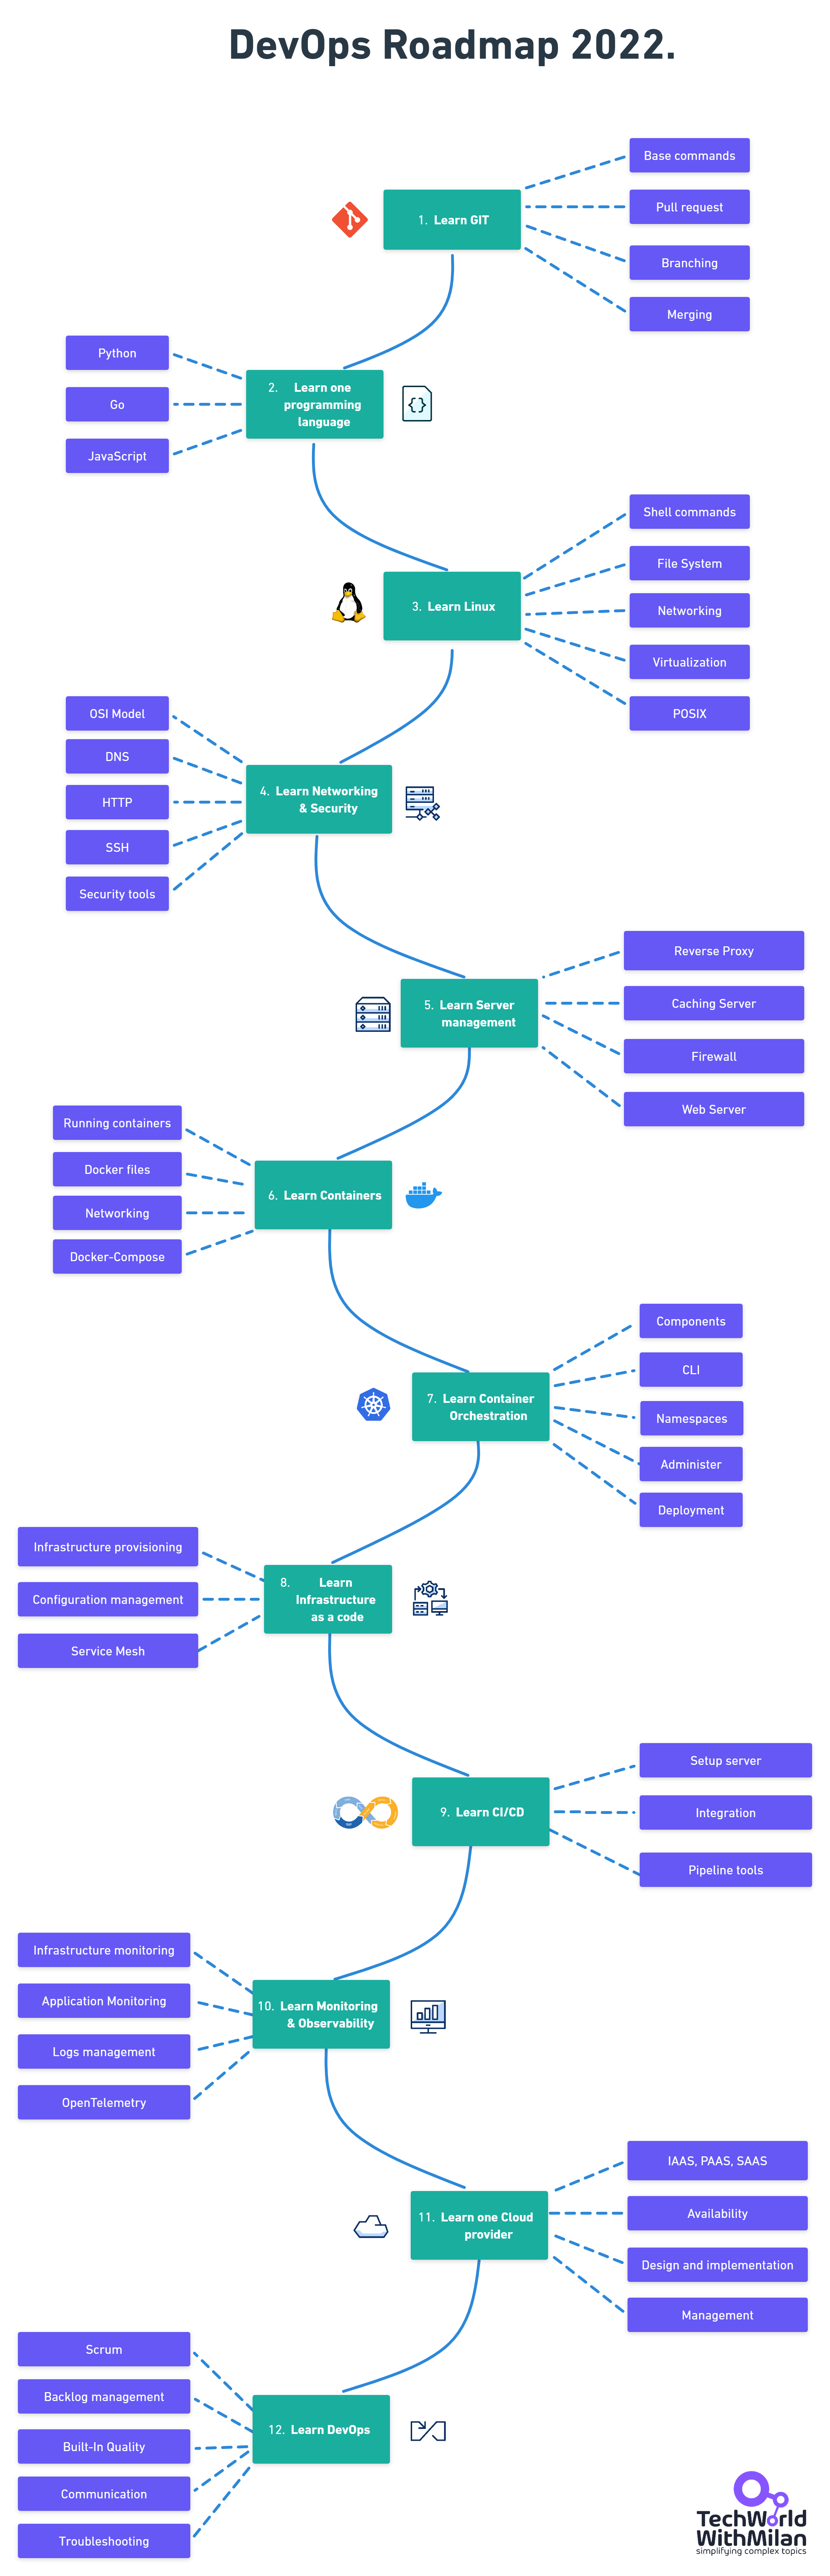 DevOps Roadmap 2022.
1. Learn GIT
Base commands
Pull request
Branching
Merging
2. Learn one
programming
language
Python
Go
JavaScript
3. Learn Linux
Shell commands
File System
Networking
Virtualization
POSIX
4. Learn Networking
& Security
OSI Model
DNS
HTTP
SSH
Security tools
5. Learn Server
management
Reverse Proxy
Caching Server
Firewall
Web Server
6. Learn Containers
Running containers
Docker files
Networking
Docker-Compose
7. Learn Container
Orchestration
Components
CLI
Namespaces
Administer
Deployment
8. Learn
Infrastructure
as a code
Infrastructure provisioning
Configuration management
Service Mesh
9. Learn CI/CD
Setup server
Integration
Pipeline tools
10. Learn Monitoring
& Observability
Infrastructure monitoring
Application Monitoring
Logs management
OpenTelemetry
11. Learn one Cloud
provider
IAAS, PAAS, SAAS
Availability
Design and implementation
Management
12. Learn DevOps
Scrum
Backlog management
Built-In Quality
Communication
Troubleshooting
TechWorld
WithMilan
simplifying complex topics